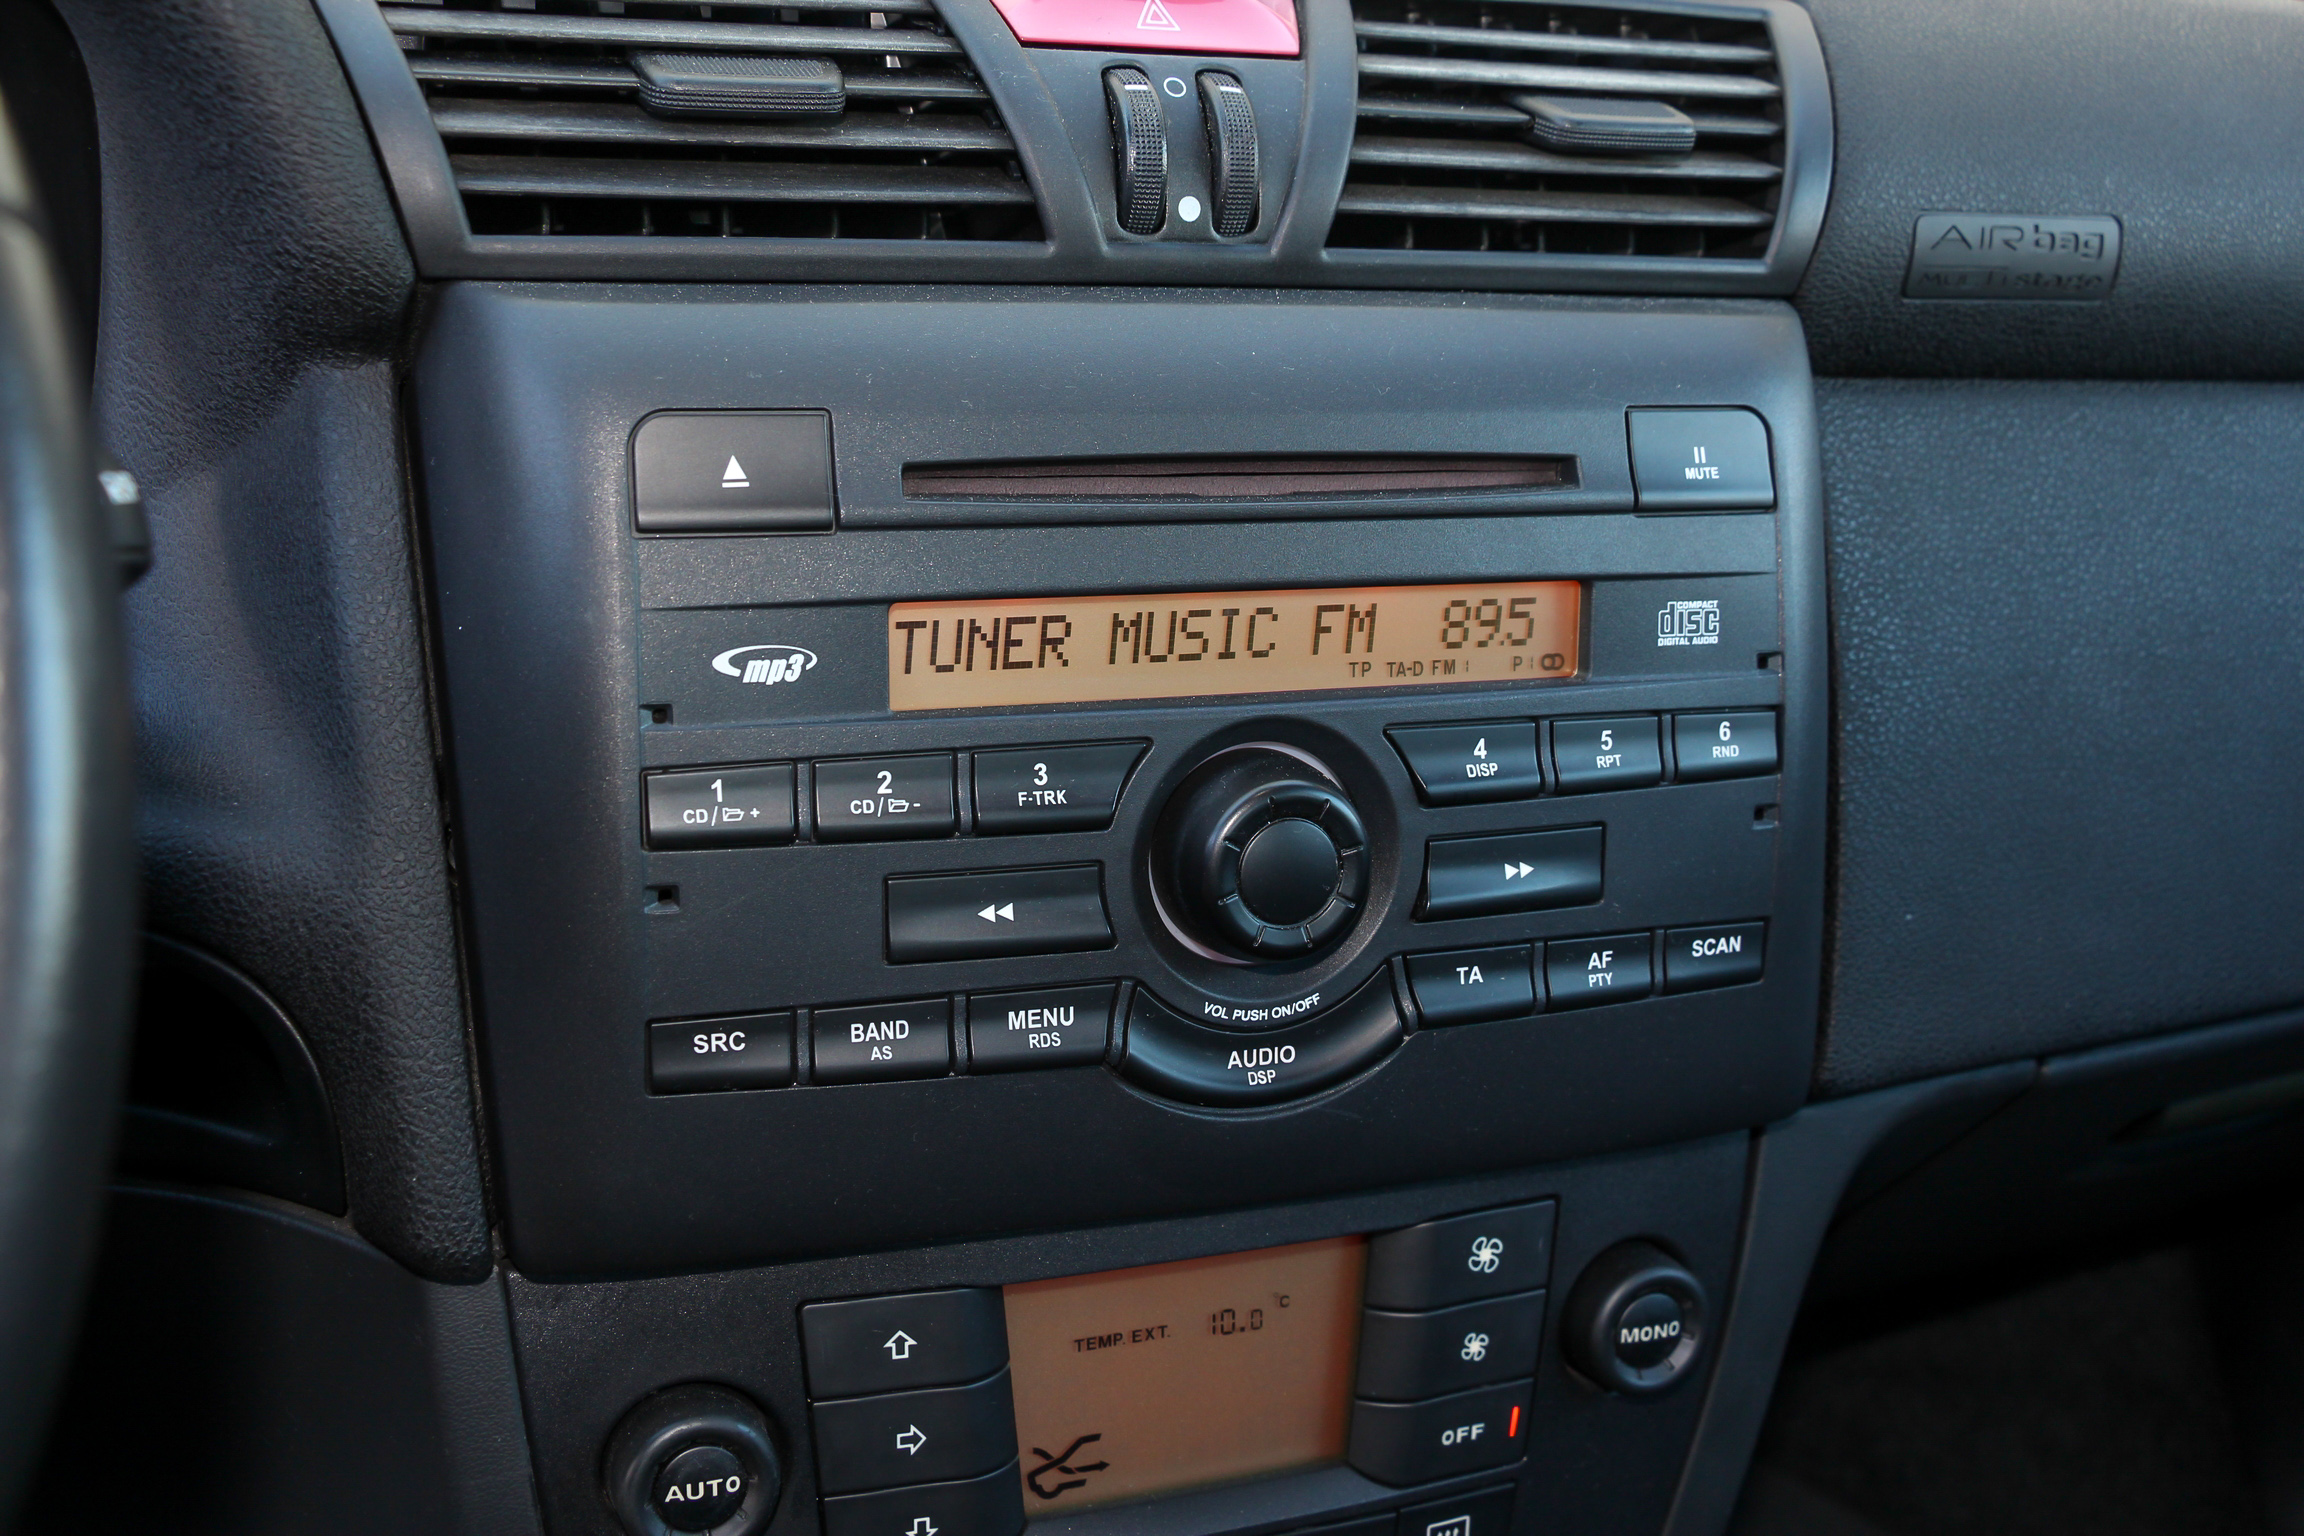 AIRbag
MULTIstage
MUTE
TUNER MUSIC FM 89.5
TP TA-D FM I P I
mp3
COMPACT
disc
DIGITAL AUDIO
1
CD/ +
2
CD/ -
3
F-TRK
4
DISP
5
RPT
6
RND
SRC
BAND
AS
MENU
RDS
VOL PUSH ON/OFF
AUDIO
DSP
TA
AF
PTY
SCAN
TEMP. EXT. 10.0 °C
OFF
AUTO
MONO